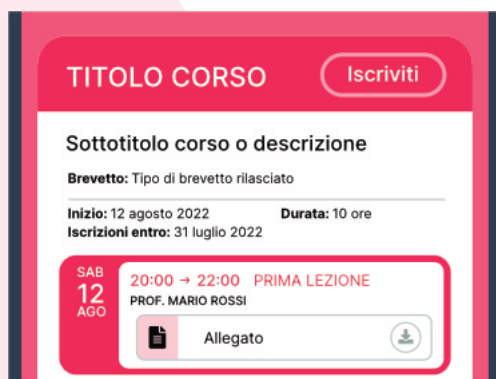 TITOLO CORSO Iscriviti
Sottotitolo corso o descrizione
Brevetto: Tipo di brevetto rilasciato
Inizio: 12 agosto 2022 Durata: 10 ore
Iscrizioni entro: 31 luglio 2022
SAB
12
AGO
20:00 → 22:00 PRIMA LEZIONE
PROF. MARIO ROSSI
Allegato